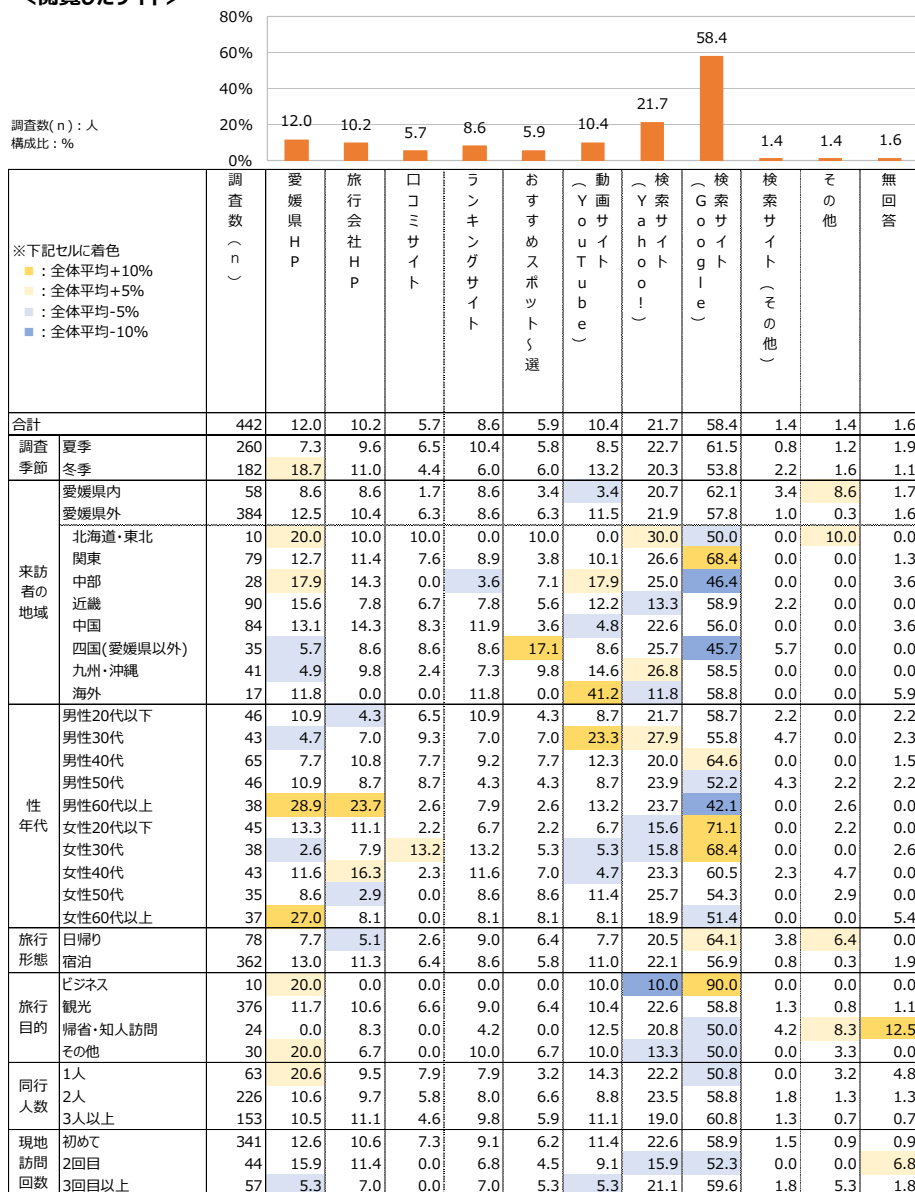 ＜閲覧したサイト＞
80%
60%
40%
20%
0%
調査数(ｎ)：人
構成比：%
12.0 10.2 5.7 8.6 5.9 10.4 21.7 58.4 1.4 1.4 1.6
※下記セルに着色
■：全体平均+10%
■：全体平均+5%
■：全体平均-5%
■：全体平均-10%
調査数（ｎ）
愛媛県HP
旅行会社HP
口コミサイト
ランキングサイト
おすすめスポット～選
動画サイト（YouTube）
検索サイト（Yahoo!）
検索サイト（Google）
検索サイト（その他）
その他
無回答
合計 442 12.0 10.2 5.7 8.6 5.9 10.4 21.7 58.4 1.4 1.4 1.6
調査季節
夏季 260 7.3 9.6 6.5 10.4 5.8 8.5 22.7 61.5 0.8 1.2 1.9
冬季 182 18.7 11.0 4.4 6.0 6.0 13.2 20.3 53.8 2.2 1.6 1.1
来訪者の地域
愛媛県内 58 8.6 8.6 1.7 8.6 3.4 3.4 20.7 62.1 3.4 8.6 1.7
愛媛県外 384 12.5 10.4 6.3 8.6 6.3 11.5 21.9 57.8 1.0 0.3 1.6
北海道・東北 10 20.0 10.0 10.0 0.0 10.0 0.0 30.0 50.0 0.0 10.0 0.0
関東 79 12.7 11.4 7.6 8.9 3.8 10.1 26.6 68.4 0.0 0.0 1.3
中部 28 17.9 14.3 0.0 3.6 7.1 17.9 25.0 46.4 0.0 0.0 3.6
近畿 90 15.6 7.8 6.7 7.8 5.6 12.2 13.3 58.9 2.2 0.0 0.0
中国 84 13.1 14.3 8.3 11.9 3.6 4.8 22.6 56.0 0.0 0.0 3.6
四国(愛媛県以外) 35 5.7 8.6 8.6 8.6 17.1 8.6 25.7 45.7 5.7 0.0 0.0
九州・沖縄 41 4.9 9.8 2.4 7.3 9.8 14.6 26.8 58.5 0.0 0.0 0.0
海外 17 11.8 0.0 0.0 11.8 0.0 41.2 11.8 58.8 0.0 0.0 5.9
性年代
男性20代以下 46 10.9 4.3 6.5 10.9 4.3 8.7 21.7 58.7 2.2 0.0 2.2
男性30代 43 4.7 7.0 9.3 7.0 7.0 23.3 27.9 55.8 4.7 0.0 2.3
男性40代 65 7.7 10.8 7.7 9.2 7.7 12.3 20.0 64.6 0.0 0.0 1.5
男性50代 46 10.9 8.7 8.7 4.3 4.3 8.7 23.9 52.2 4.3 2.2 2.2
男性60代以上 38 28.9 23.7 2.6 7.9 2.6 13.2 23.7 42.1 0.0 2.6 0.0
女性20代以下 45 13.3 11.1 2.2 6.7 2.2 6.7 15.6 71.1 0.0 2.2 0.0
女性30代 38 2.6 7.9 13.2 13.2 5.3 5.3 15.8 68.4 0.0 0.0 2.6
女性40代 43 11.6 16.3 2.3 11.6 7.0 4.7 23.3 60.5 2.3 4.7 0.0
女性50代 35 8.6 2.9 0.0 8.6 8.6 11.4 25.7 54.3 0.0 2.9 0.0
女性60代以上 37 27.0 8.1 0.0 8.1 8.1 8.1 18.9 51.4 0.0 0.0 5.4
旅行形態
日帰り 78 7.7 5.1 2.6 9.0 6.4 7.7 20.5 64.1 3.8 6.4 0.0
宿泊 362 13.0 11.3 6.4 8.6 5.8 11.0 22.1 56.9 0.8 0.3 1.9
旅行目的
ビジネス 10 20.0 0.0 0.0 0.0 0.0 10.0 10.0 90.0 0.0 0.0 0.0
観光 376 11.7 10.6 6.6 9.0 6.4 10.4 22.6 58.8 1.3 0.8 1.1
帰省・知人訪問 24 0.0 8.3 0.0 4.2 0.0 12.5 20.8 50.0 4.2 8.3 12.5
その他 30 20.0 6.7 0.0 10.0 6.7 10.0 13.3 50.0 0.0 3.3 0.0
同行人数
1人 63 20.6 9.5 7.9 7.9 3.2 14.3 22.2 50.8 0.0 3.2 4.8
2人 226 10.6 9.7 5.8 8.0 6.6 8.8 23.5 58.8 1.8 1.3 1.3
3人以上 153 10.5 11.1 4.6 9.8 5.9 11.1 19.0 60.8 1.3 0.7 0.7
現地訪問回数
初めて 341 12.6 10.6 7.3 9.1 6.2 11.4 22.6 58.9 1.5 0.9 0.9
2回目 44 15.9 11.4 0.0 6.8 4.5 9.1 15.9 52.3 0.0 0.0 6.8
3回目以上 57 5.3 7.0 0.0 7.0 5.3 5.3 21.1 59.6 1.8 5.3 1.8